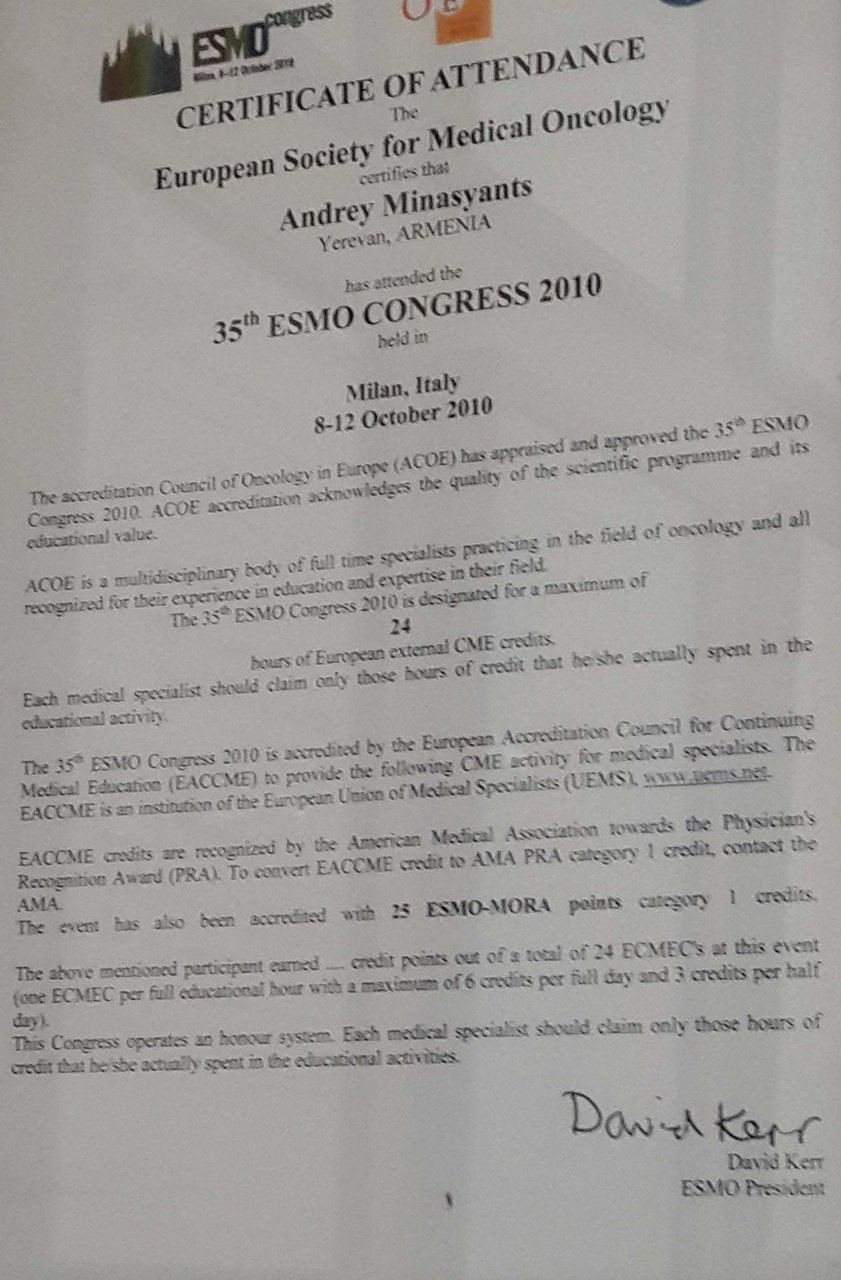 ESMO congress
Milan, 8-12 October 2010
CERTIFICATE OF ATTENDANCE
The
European Society for Medical Oncology
certifies that
Andrey Minasyants
Yerevan, ARMENIA
has attended the
35th ESMO CONGRESS 2010
held in
Milan, Italy
8-12 October 2010
The accreditation Council of Oncology in Europe (ACOE) has appraised and approved the 35th ESMO
Congress 2010. ACOE accreditation acknowledges the quality of the scientific programme and its
educational value.
ACOE is a multidisciplinary body of full time specialists practicing in the field of oncology and all
recognized for their experience in education and expertise in their field.
The 35th ESMO Congress 2010 is designated for a maximum of
24
hours of European external CME credits.
Each medical specialist should claim only those hours of credit that he/she actually spent in the
educational activity.
The 35th ESMO Congress 2010 is accredited by the European Accreditation Council for Continuing
Medical Education (EACCME) to provide the following CME activity for medical specialists. The
EACCME is an institution of the European Union of Medical Specialists (UEMS), www.uems.net.
EACCME credits are recognized by the American Medical Association towards the Physician's
Recognition Award (PRA). To convert EACCME credit to AMA PRA category 1 credit, contact the
AMA.
The event has also been accredited with 25 ESMO-MORA points category 1 credits.
The above mentioned participant earned .... credit points out of a total of 24 ECMEC's at this event
(one ECMEC per full educational hour with a maximum of 6 credits per full day and 3 credits per half
day).
This Congress operates an honour system. Each medical specialist should claim only those hours of
credit that he/she actually spent in the educational activities.
David Kerr
David Kerr
ESMO President